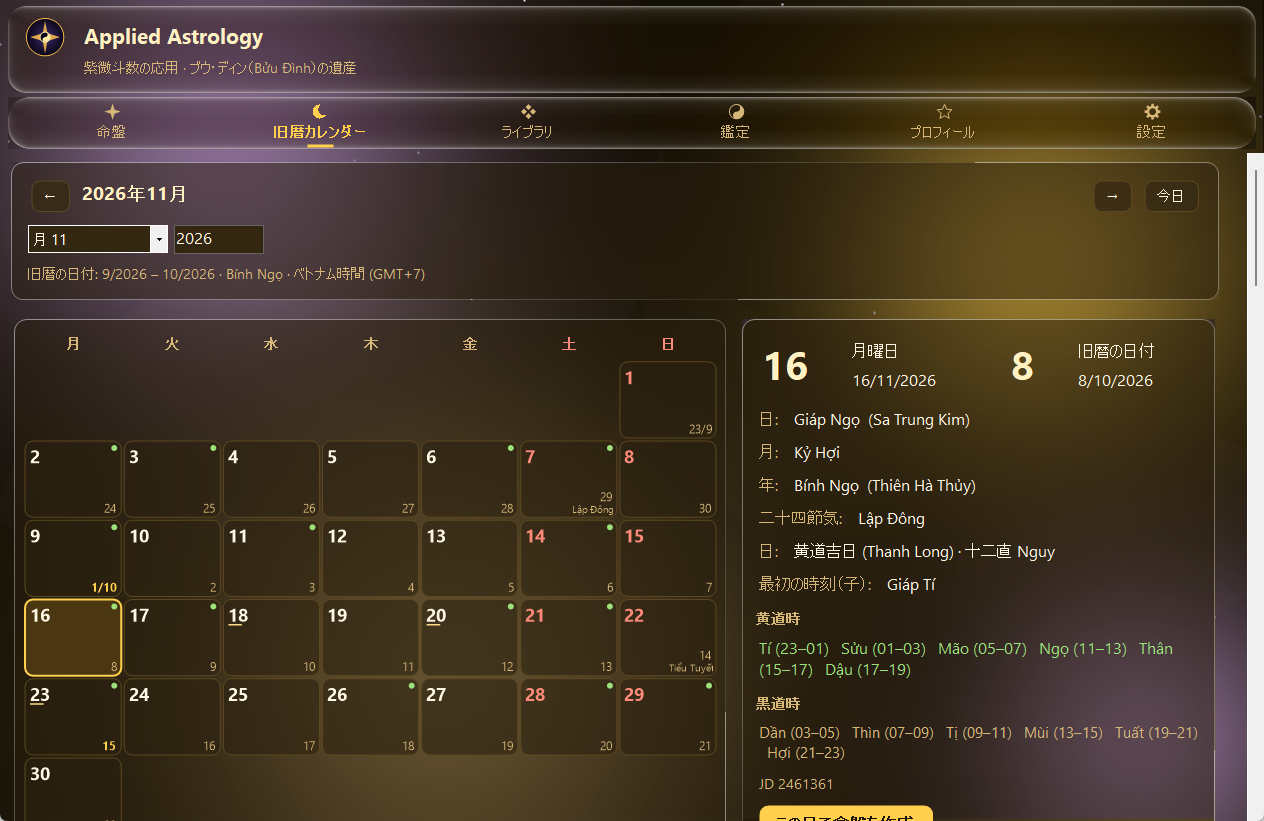 Applied Astrology
紫微斗数の応用 · ブウ·ディン(Bửu Đình)の遺産
命盤 旧暦カレンダー ライブラリ 鑑定 プロフィール 設定
← 2026年11月 → 今日
月 11 2026
旧暦の日付: 9/2026 – 10/2026 · Bính Ngọ · ベトナム時間 (GMT+7)
月 火 水 木 金 土 日
1
23/9
2 3 4 5 6 7 8
24 25 26 27 28 29 Lập Đông 30
9 10 11 12 13 14 15
1/10 2 3 4 5 6 7
16 17 18 19 20 21 22
8 9 10 11 12 13 14 Tiểu Tuyết
23 24 25 26 27 28 29
15 16 17 18 19 20 21
30
16 月曜日 8 旧暦の日付
16/11/2026 8/10/2026
日: Giáp Ngọ (Sa Trung Kim)
月: Kỷ Hợi
年: Bính Ngọ (Thiên Hà Thủy)
二十四節気: Lập Đông
日: 黄道吉日 (Thanh Long) · 十二直 Nguy
最初の時刻(子): Giáp Tí
黄道時
Tí (23–01) Sửu (01–03) Mão (05–07) Ngọ (11–13) Thân
(15–17) Dậu (17–19)
黒道時
Dần (03–05) Thìn (07–09) Tị (09–11) Mùi (13–15) Tuất (19–21)
Hợi (21–23)
JD 2461361